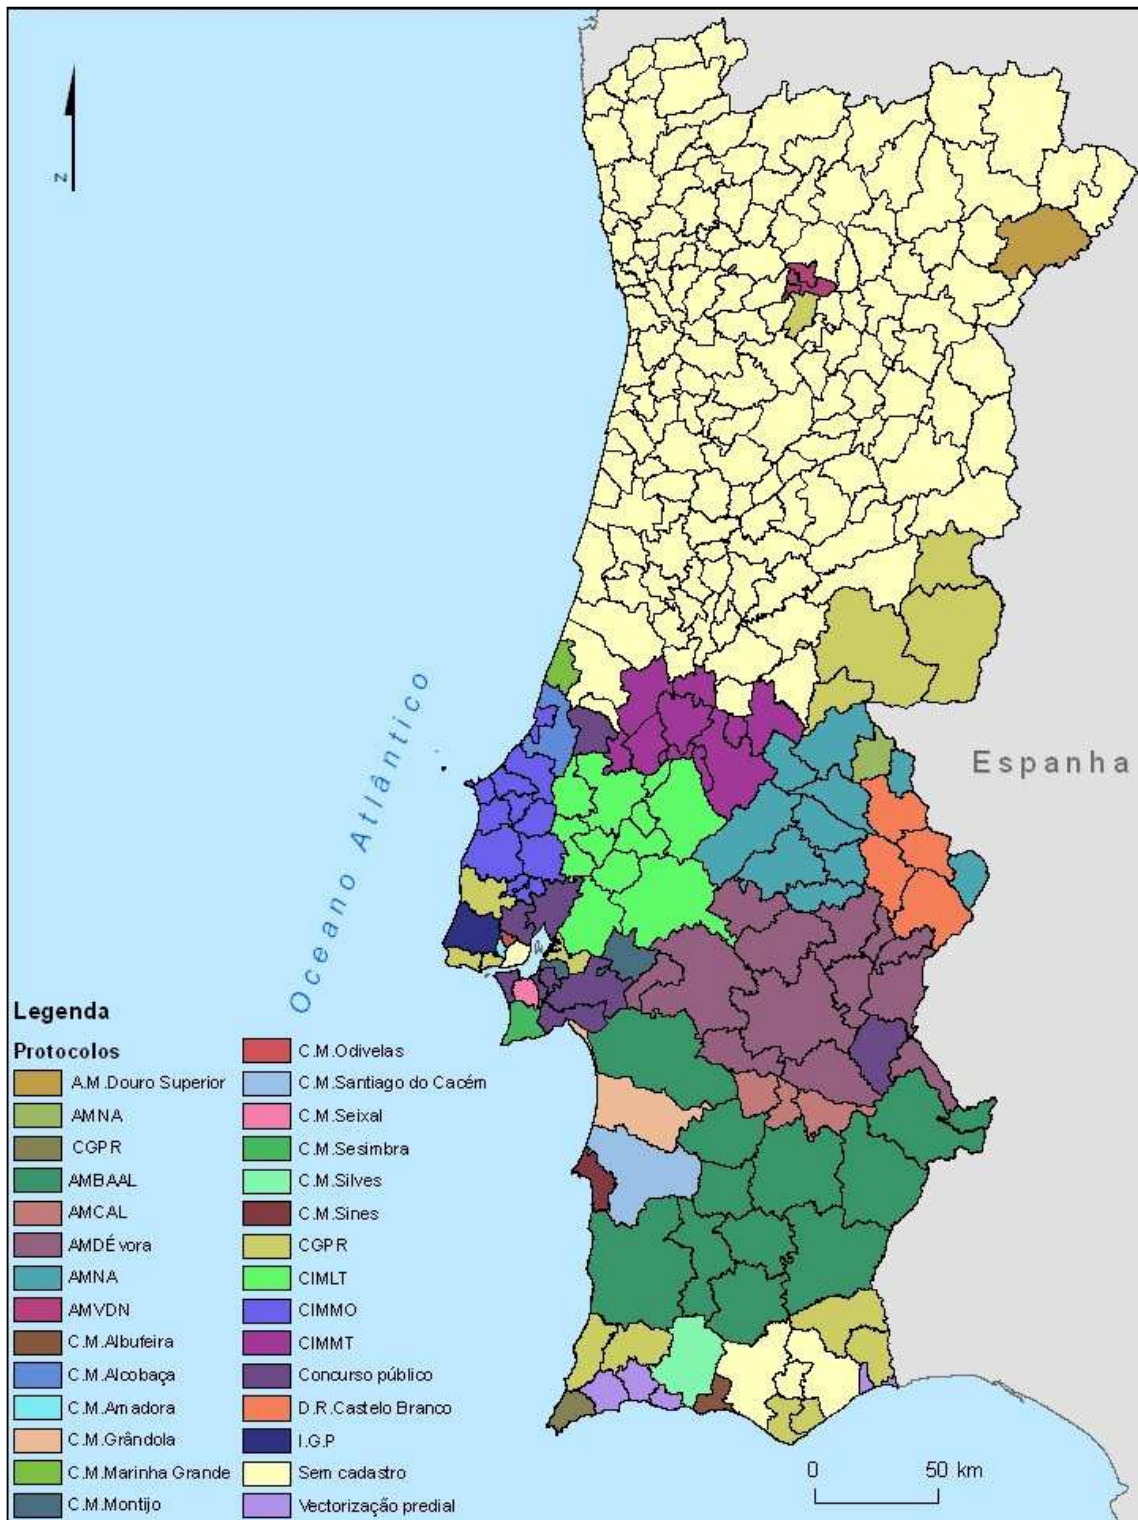 z
Oceano Atlântico
Espanha
Legenda
Protocolos
A.M.Douro Superior
AMNA
CGPR
AMBAAL
AMCAL
AMDÉvora
AMNA
AMVDN
C.M.Albufeira
C.M.Alcobaça
C.M.Amadora
C.M.Grândola
C.M.Marinha Grande
C.M.Montijo
C.M.Odivelas
C.M.Santiago do Cacém
C.M.Seixal
C.M.Sesimbra
C.M.Silves
C.M.Sines
CGPR
CIMLT
CIMMO
CIMMT
Concurso público
D.R.Castelo Branco
I.G.P
Sem cadastro
Vectorização predial
0 50 km